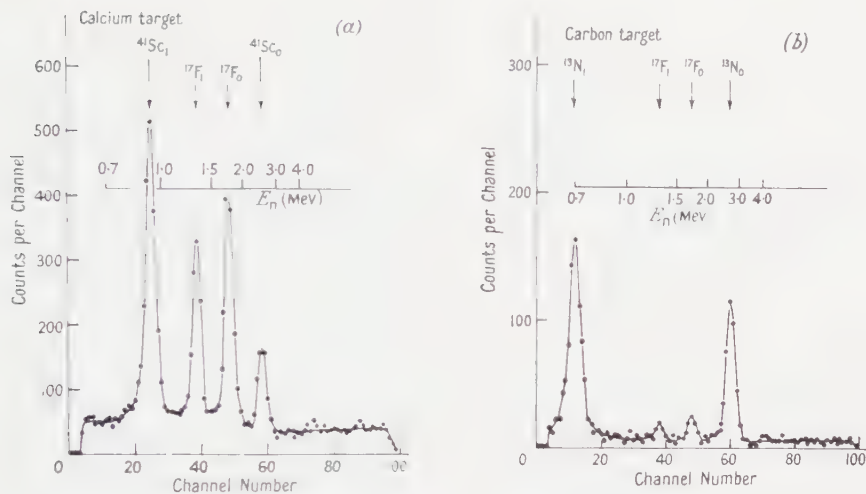 Calcium target
(a)
⁴¹Sc₁
¹⁷F₁
¹⁷F₀
⁴¹Sc₀
600
500
400
300
200
100
0
0·7
1·0
1·5
2·0
3·0
4·0
Eₙ (MeV)
Counts per Channel
20
40
60
80
Channel Number
Carbon target
(b)
¹³N₁
¹⁷F₁
¹⁷F₀
¹³N₀
300
200
100
0
0·7
1·0
1·5
2·0
3·0
4·0
Eₙ (MeV
Counts per Channel
20
40
60
80
100
Channel Number